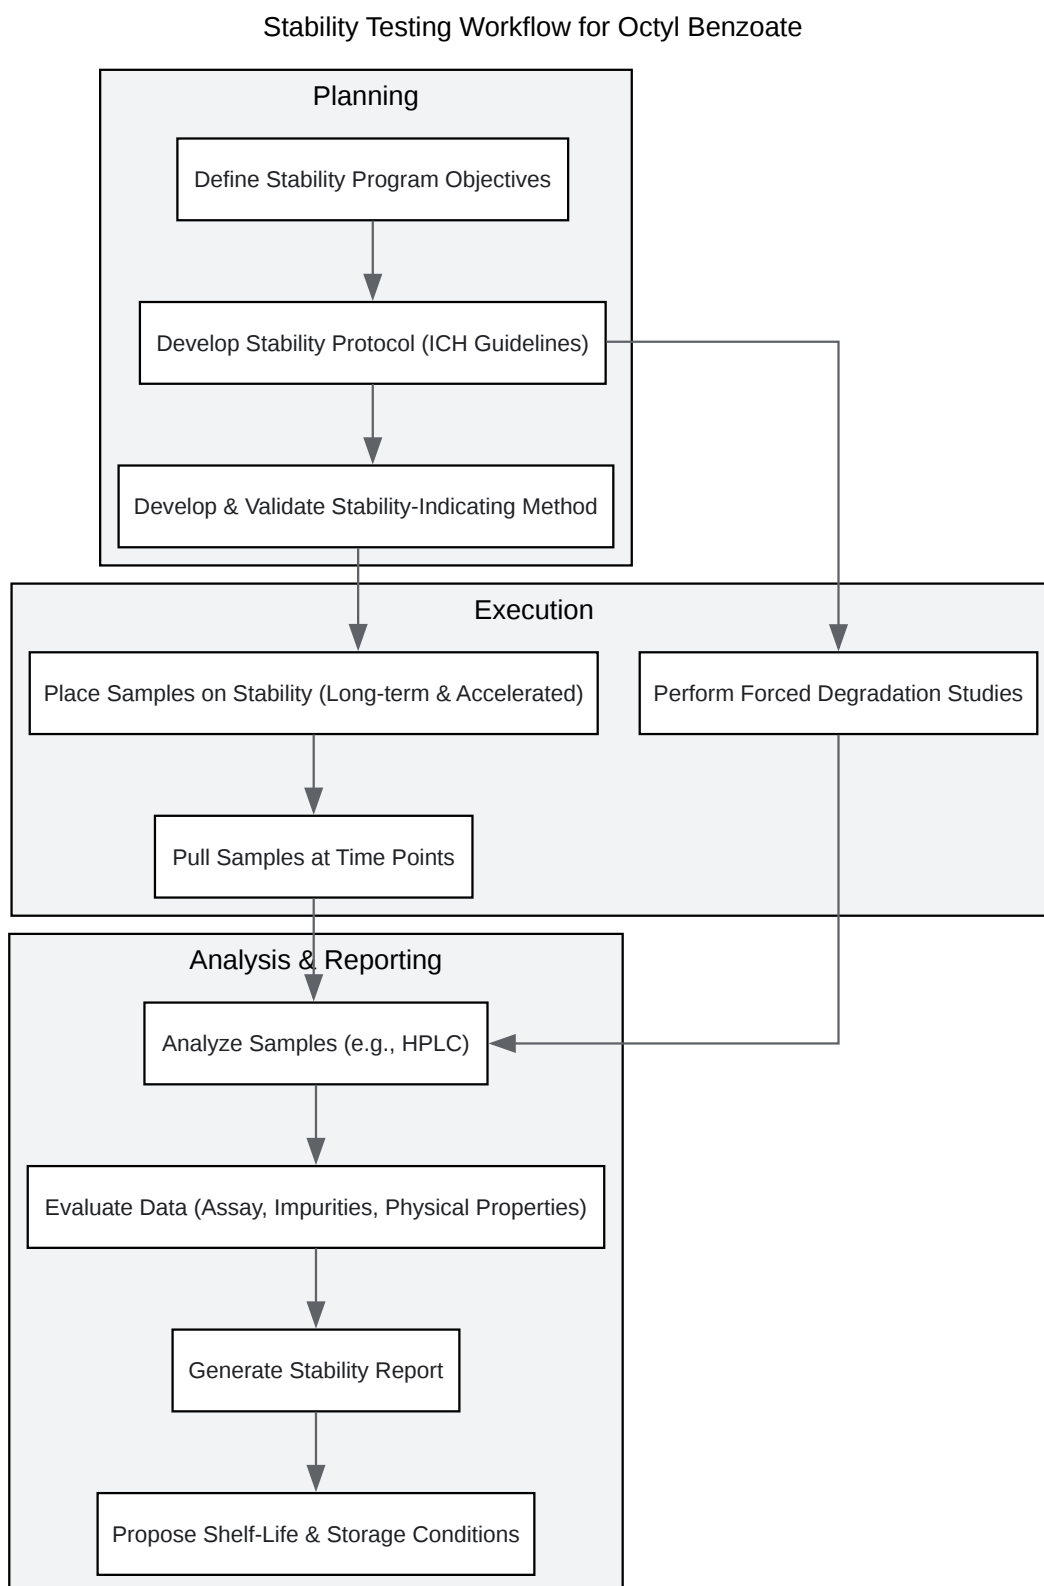 Stability Testing Workflow for Octyl Benzoate
Planning
Define Stability Program Objectives
Develop Stability Protocol (ICH Guidelines)
Develop & Validate Stability-Indicating Method
Execution
Place Samples on Stability (Long-term & Accelerated)
Perform Forced Degradation Studies
Pull Samples at Time Points
Analysis & Reporting
Analyze Samples (e.g., HPLC)
Evaluate Data (Assay, Impurities, Physical Properties)
Generate Stability Report
Propose Shelf-Life & Storage Conditions